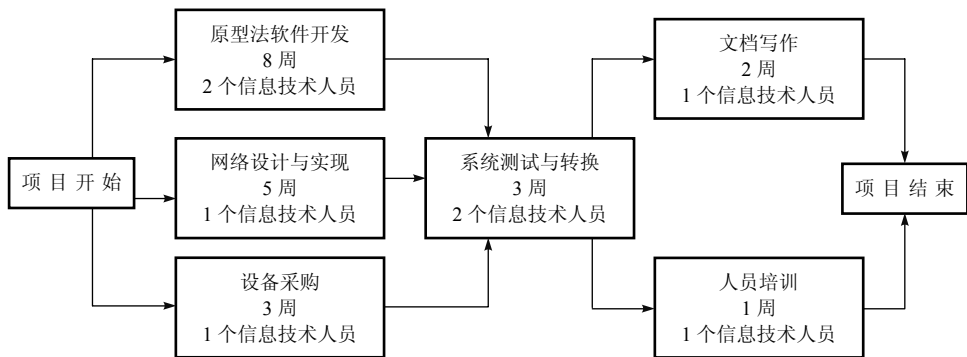 项目开始
原型法软件开发
8 周
2 个信息技术人员
网络设计与实现
5 周
1 个信息技术人员
设备采购
3 周
1 个信息技术人员
系统测试与转换
3 周
2 个信息技术人员
文档写作
2 周
1 个信息技术人员
人员培训
1 周
1 个信息技术人员
项目结束